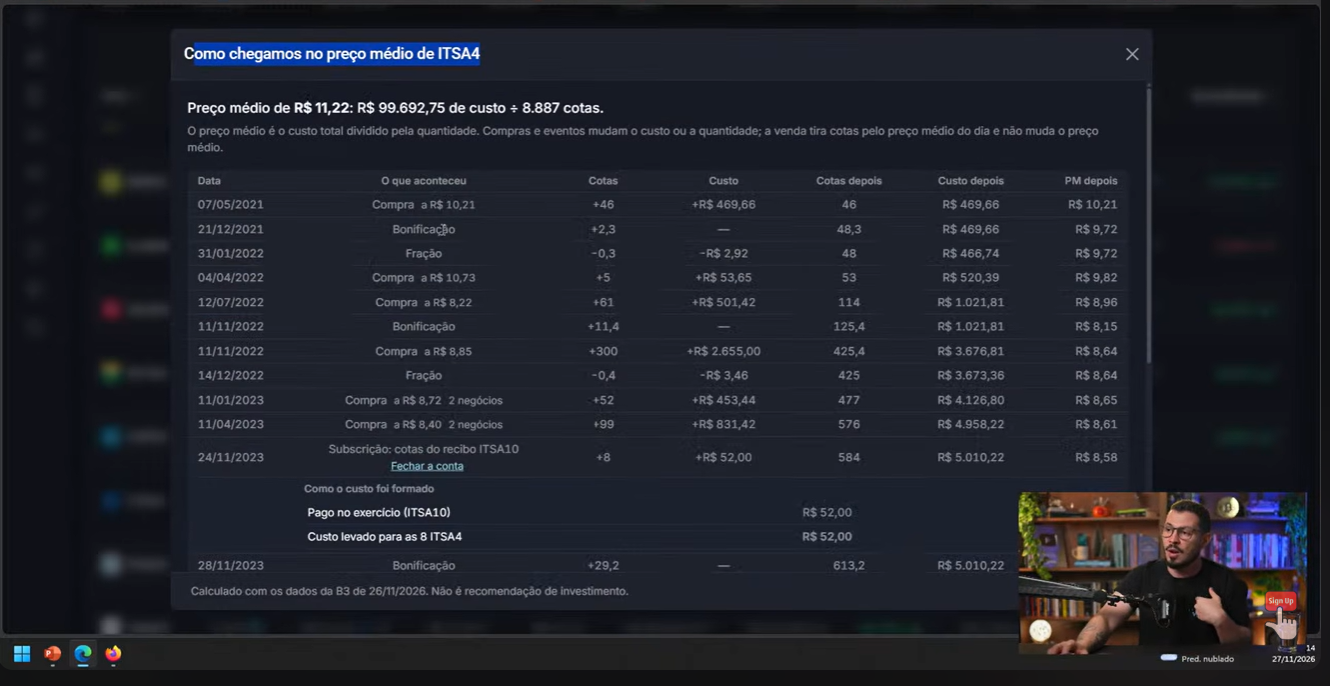 Como chegamos no preço médio de ITSA4
Preço médio de R$ 11,22: R$ 99.692,75 de custo ÷ 8.887 cotas.
O preço médio é o custo total dividido pela quantidade. Compras e eventos mudam o custo ou a quantidade; a venda tira cotas pelo preço médio do dia e não muda o preço
médio.
Data O que aconteceu Cotas Custo Cotas depois Custo depois PM depois
07/05/2021 Compra a R$ 10,21 +46 +R$ 469,66 46 R$ 469,66 R$ 10,21
21/12/2021 Bonificação +2,3 — 48,3 R$ 469,66 R$ 9,72
31/01/2022 Fração -0,3 -R$ 2,92 48 R$ 466,74 R$ 9,72
04/04/2022 Compra a R$ 10,73 +5 +R$ 53,65 53 R$ 520,39 R$ 9,82
12/07/2022 Compra a R$ 8,22 +61 +R$ 501,42 114 R$ 1.021,81 R$ 8,96
11/11/2022 Bonificação +11,4 — 125,4 R$ 1.021,81 R$ 8,15
11/11/2022 Compra a R$ 8,85 +300 +R$ 2.655,00 425,4 R$ 3.676,81 R$ 8,64
14/12/2022 Fração -0,4 -R$ 3,46 425 R$ 3.673,36 R$ 8,64
11/01/2023 Compra a R$ 8,72 2 negócios +52 +R$ 453,44 477 R$ 4.126,80 R$ 8,65
11/04/2023 Compra a R$ 8,40 2 negócios +99 +R$ 831,42 576 R$ 4.958,22 R$ 8,61
24/11/2023 Subscrição: cotas do recibo ITSA10 +8 +R$ 52,00 584 R$ 5.010,22 R$ 8,58
Fechar a conta
Como o custo foi formado
Pago no exercício (ITSA10) R$ 52,00
Custo levado para as 8 ITSA4 R$ 52,00
28/11/2023 Bonificação +29,2 — 613,2 R$ 5.010,22
Calculado com os dados da B3 de 26/11/2026. Não é recomendação de investimento.
Sign Up
Pred. nublado
14
27/11/2026